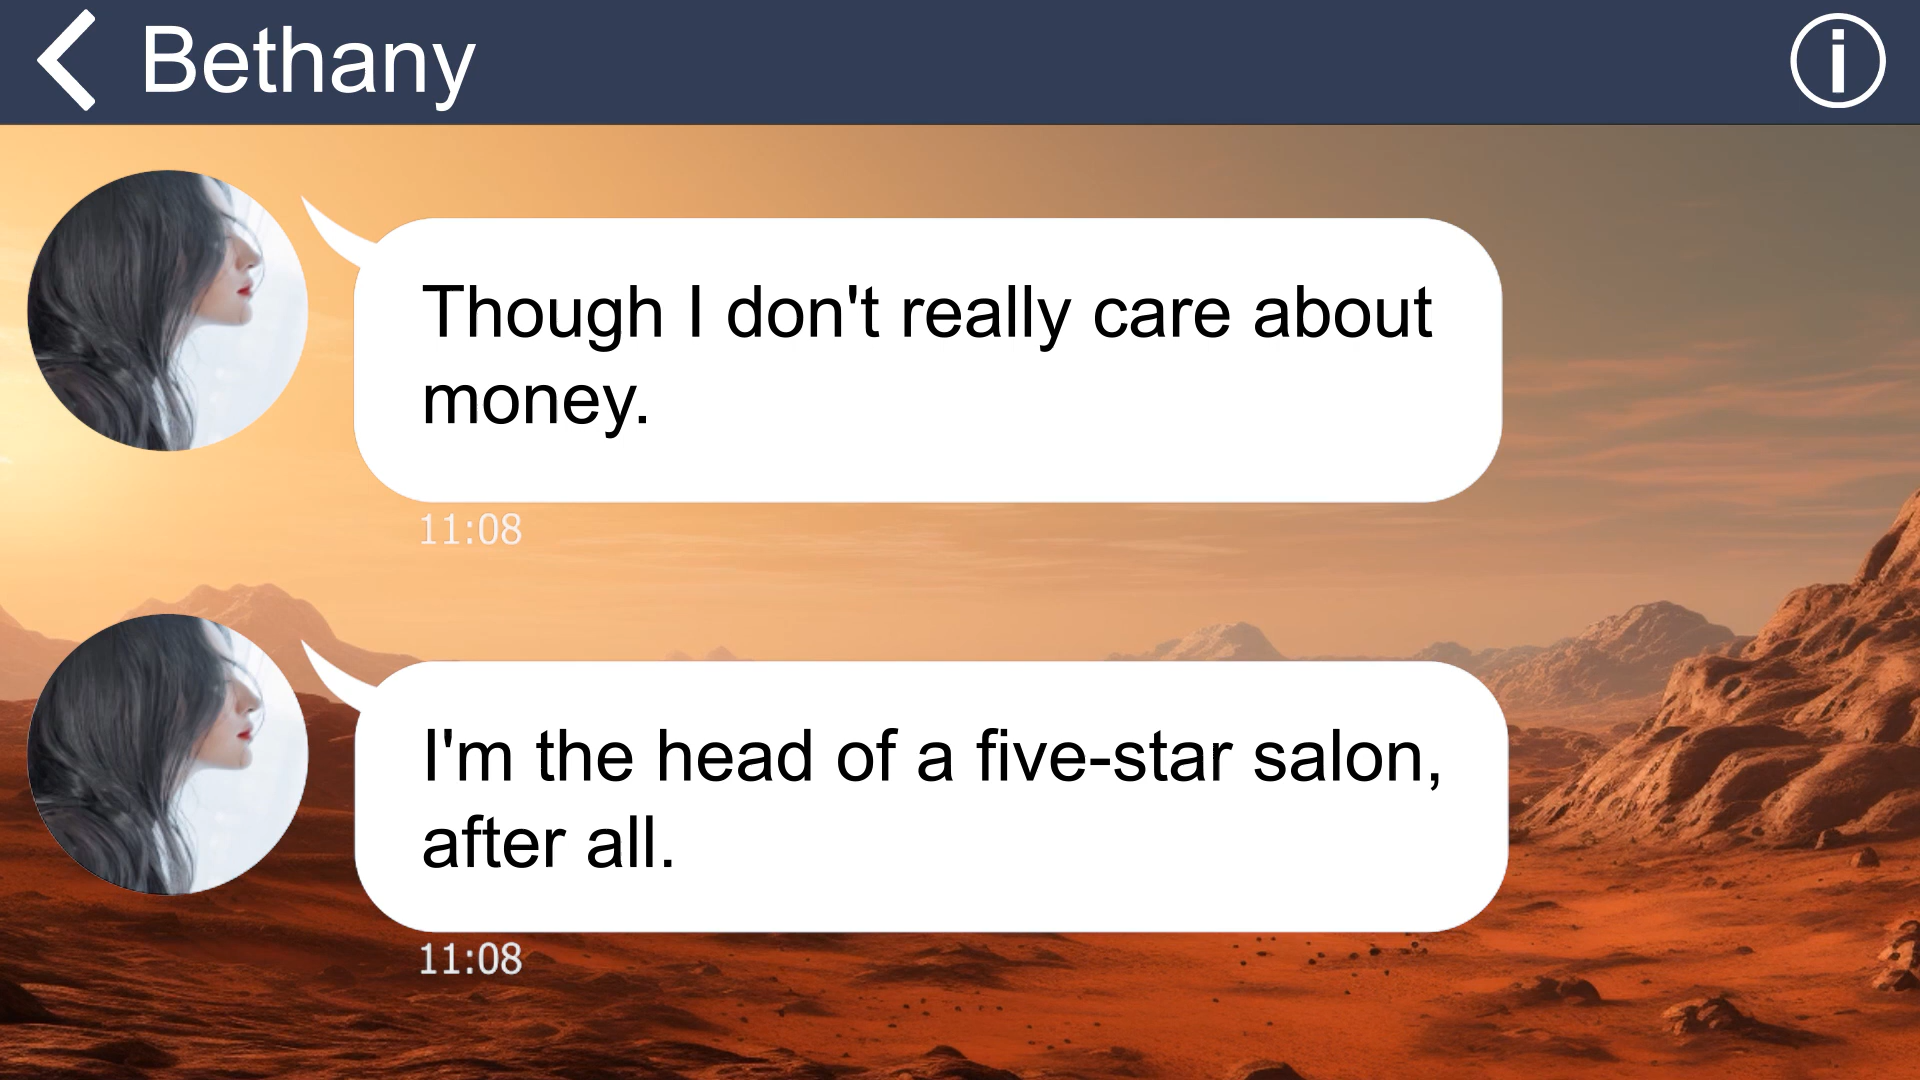 Bethany
Though I don't really care about
money.
11:08
I'm the head of a five-star salon,
after all.
11:08